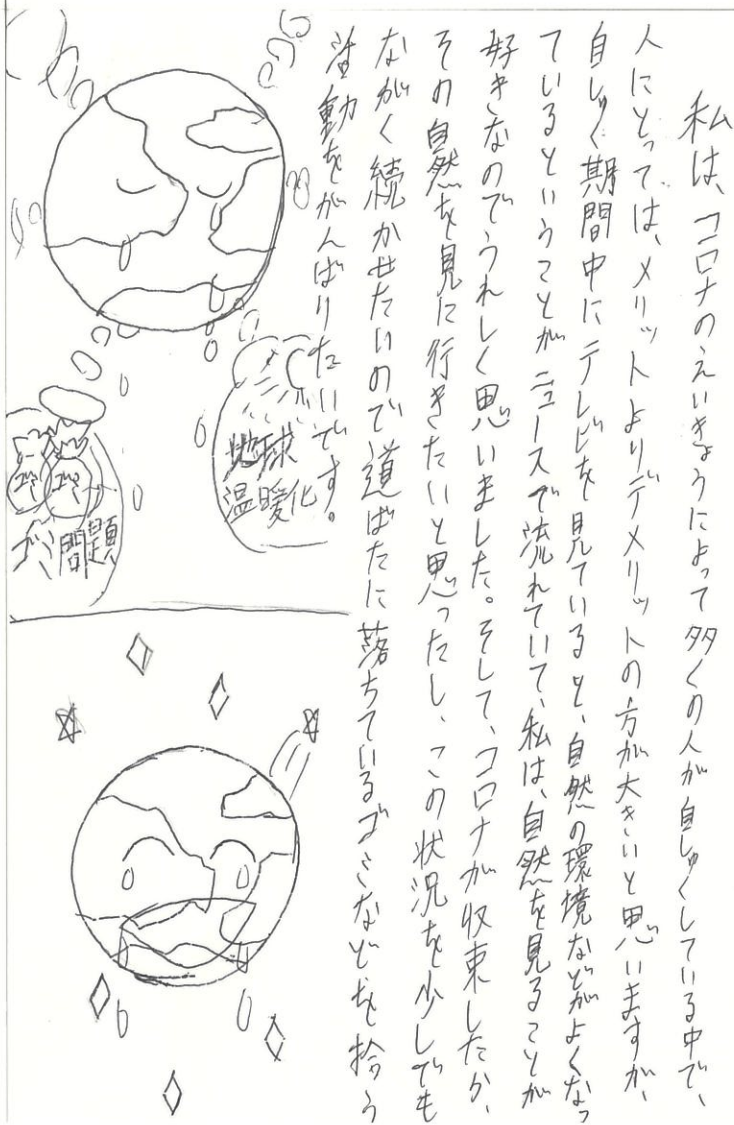 私は、コロナのえいきょうによって多くの人が自しゅくしている中で、
人にとっては、メリットよりデメリットの方が大きいと思いますが、
自しゅく期間中にテレビを見ていると、自然の環境などがよくなっ
ているということがニュースで流れていて、私は、自然を見ることが
好きなのでうれしく思いました。そして、コロナが収束したら、
その自然を見に行きたいと思ったし、この状況を少しでも
ながく続かせたいので道ばたに落ちているゴミなどを拾う
活動をがんばりたいです。
地球
温暖化
ゴミ
ゴミ
ゴミ問題